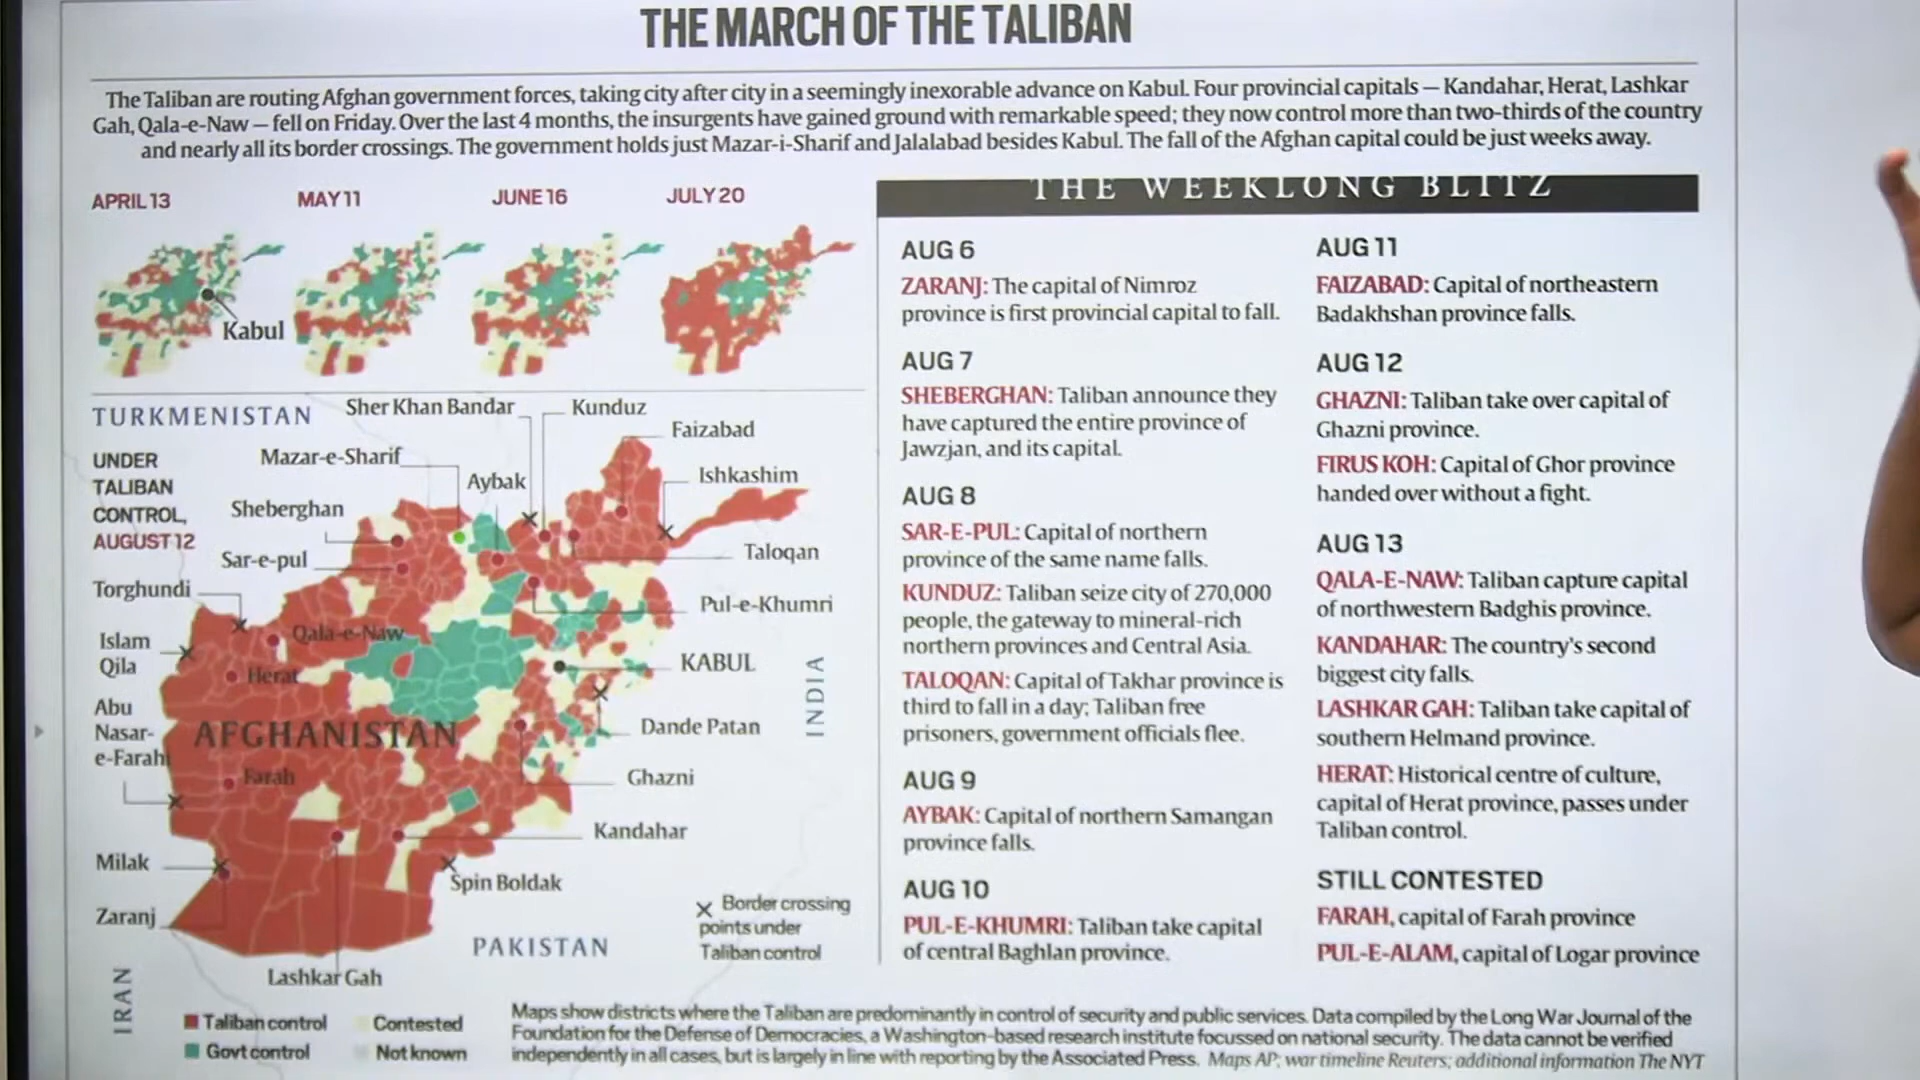 THE MARCH OF THE TALIBAN
The Taliban are routing Afghan government forces, taking city after city in a seemingly inexorable advance on Kabul. Four provincial capitals — Kandahar, Herat, Lashkar
Gah, Qala-e-Naw — fell on Friday. Over the last 4 months, the insurgents have gained ground with remarkable speed; they now control more than two-thirds of the country
and nearly all its border crossings. The government holds just Mazar-i-Sharif and Jalalabad besides Kabul. The fall of the Afghan capital could be just weeks away.
APRIL 13
MAY 11
JUNE 16
JULY 20
Kabul
TURKMENISTAN
UNDER
TALIBAN
CONTROL,
AUGUST 12
Sher Khan Bandar
Kunduz
Faizabad
Mazar-e-Sharif
Aybak
Ishkashim
Sheberghan
Sar-e-pul
Taloqan
Torghundi
Pul-e-Khumri
Islam
Qila
Qala-e-Naw
Herat
KABUL
INDIA
Abu
Nasar-
e-Farahi
AFGHANISTAN
Dande Patan
Farah
Ghazni
Kandahar
Milak
Spin Boldak
Zaranj
PAKISTAN
Lashkar Gah
IRAN
Border crossing
points under
Taliban control
Taliban control
Contested
Govt control
Not known
THE WEEKLONG BLITZ
AUG 6
ZARANJ: The capital of Nimroz
province is first provincial capital to fall.
AUG 7
SHEBERGHAN: Taliban announce they
have captured the entire province of
Jawzjan, and its capital.
AUG 8
SAR-E-PUL: Capital of northern
province of the same name falls.
KUNDUZ: Taliban seize city of 270,000
people, the gateway to mineral-rich
northern provinces and Central Asia.
TALOQAN: Capital of Takhar province is
third to fall in a day; Taliban free
prisoners, government officials flee.
AUG 9
AYBAK: Capital of northern Samangan
province falls.
AUG 10
PUL-E-KHUMRI: Taliban take capital
of central Baghlan province.
AUG 11
FAIZABAD: Capital of northeastern
Badakhshan province falls.
AUG 12
GHAZNI: Taliban take over capital of
Ghazni province.
FIRUS KOH: Capital of Ghor province
handed over without a fight.
AUG 13
QALA-E-NAW: Taliban capture capital
of northwestern Badghis province.
KANDAHAR: The country's second
biggest city falls.
LASHKAR GAH: Taliban take capital of
southern Helmand province.
HERAT: Historical centre of culture,
capital of Herat province, passes under
Taliban control.
STILL CONTESTED
FARAH, capital of Farah province
PUL-E-ALAM, capital of Logar province
Maps show districts where the Taliban are predominantly in control of security and public services. Data compiled by the Long War Journal of the
Foundation for the Defense of Democracies, a Washington-based research institute focussed on national security. The data cannot be verified
independently in all cases, but is largely in line with reporting by the Associated Press. Maps AP; war timeline Reuters; additional information The NYT